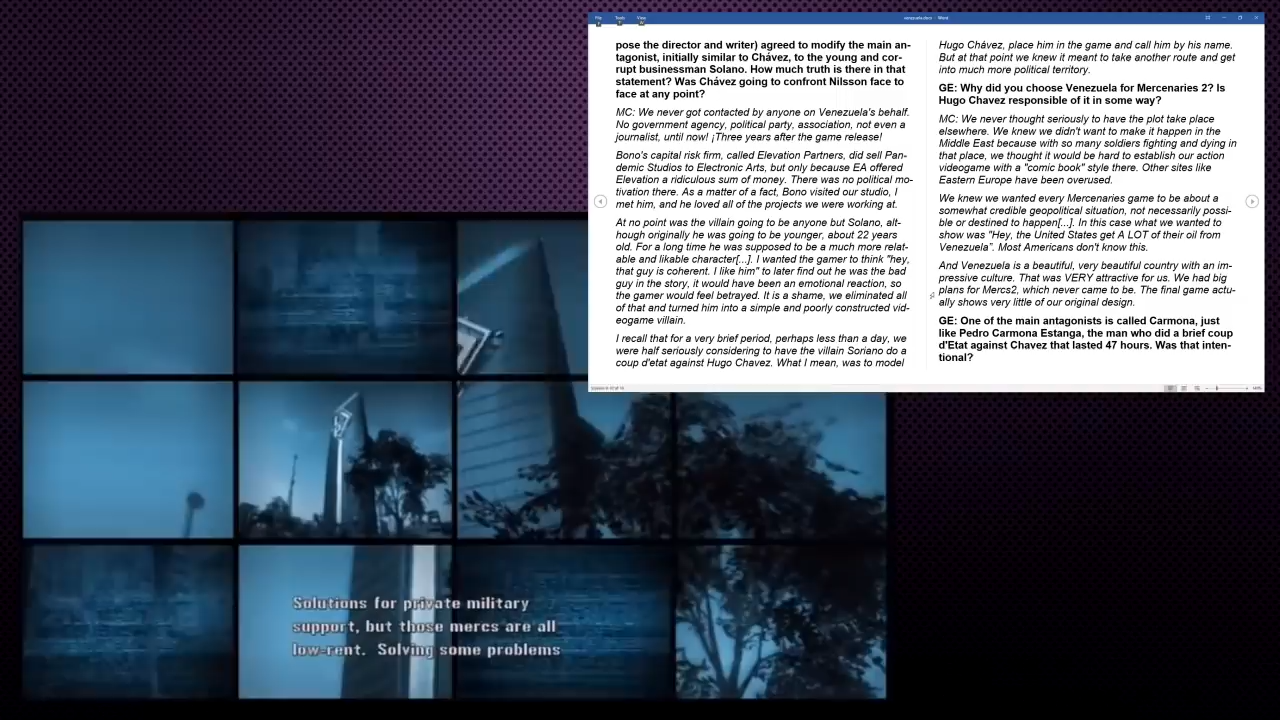 File Tools View
venezuela.docx - Word
pose the director and writer) agreed to modify the main an-
tagonist, initially similar to Chávez, to the young and cor-
rupt businessman Solano. How much truth is there in that
statement? Was Chávez going to confront Nilsson face to
face at any point?
MC: We never got contacted by anyone on Venezuela's behalf.
No government agency, political party, association, not even a
journalist, until now! ¡Three years after the game release!
Bono's capital risk firm, called Elevation Partners, did sell Pan-
demic Studios to Electronic Arts, but only because EA offered
Elevation a ridiculous sum of money. There was no political mo-
tivation there. As a matter of fact, Bono visited our studio, I
met him, and he loved all of the projects we were working at.
At no point was the villain going to be anyone but Solano, alt-
hough originally he was going to be younger, about 22 years
old. For a long time he was supposed to be a much more relat-
able and likable character[...]. I wanted the gamer to think "hey,
that guy is coherent. I like him" to later find out he was the bad
guy in the story, it would have been an emotional reaction, so
the gamer would feel betrayed. It is a shame, we eliminated all
of that and turned him into a simple and poorly constructed vid-
eogame villain.
I recall that for a very brief period, perhaps less than a day, we
were half seriously considering to have the villain Soriano do a
coup d'etat against Hugo Chavez. What I mean, was to model
Hugo Chávez, place him in the game and call him by his name.
But at that point we knew it meant to take another route and get
into much more political territory.
GE: Why did you choose Venezuela for Mercenaries 2? Is
Hugo Chavez responsible of it in some way?
MC: We never thought seriously to have the plot take place
elsewhere. We knew we didn't want to make it happen in the
Middle East because with so many soldiers fighting and dying in
that place, we thought it would be hard to establish our action
videogame with a "comic book" style there. Other sites like
Eastern Europe have been overused.
We knew we wanted every Mercenaries game to be about a
somewhat credible geopolitical situation, not necessarily possi-
ble or destined to happen[...]. In this case what we wanted to
show was "Hey, the United States get A LOT of their oil from
Venezuela". Most Americans don't know this.
And Venezuela is a beautiful, very beautiful country with an im-
pressive culture. That was VERY attractive for us. We had big
plans for Mercs2, which never came to be. The final game actu-
ally shows very little of our original design.
GE: One of the main antagonists is called Carmona, just
like Pedro Carmona Estanga, the man who did a brief coup
d'Etat against Chavez that lasted 47 hours. Was that inten-
tional?
Solutions for private military
support, but those mercs are all
low-rent. Solving some problems